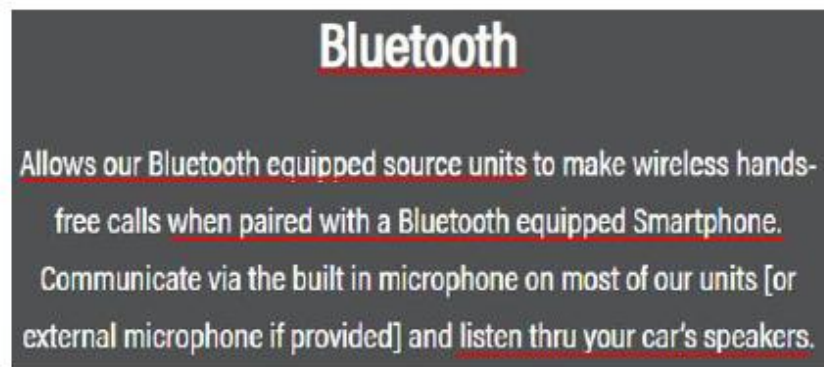 Bluetooth
Allows our Bluetooth equipped source units to make wireless hands-
free calls when paired with a Bluetooth equipped Smartphone.
Communicate via the built in microphone on most of our units [or
external microphone if provided] and listen thru your car's speakers.